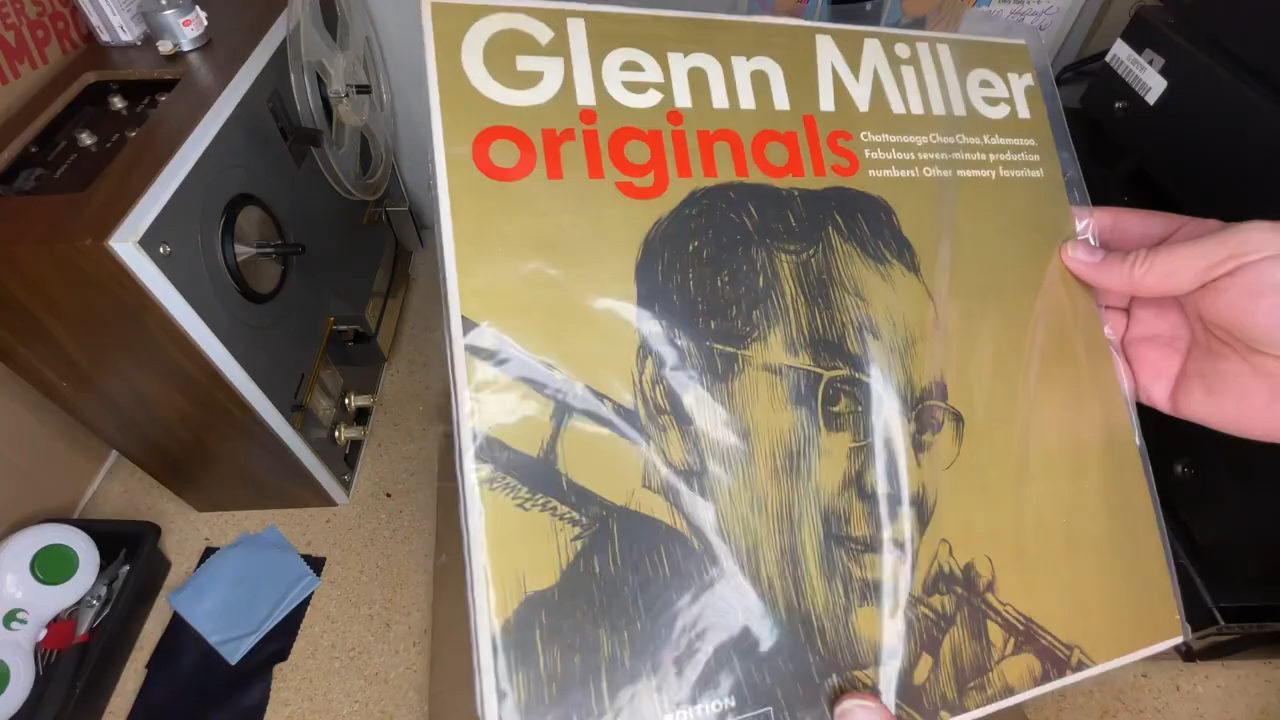 Glenn Miller
originals
Chattanooga Choo Choo, Kalamazoo.
Fabulous seven-minute production
numbers! Other memory favorites!
EDITION